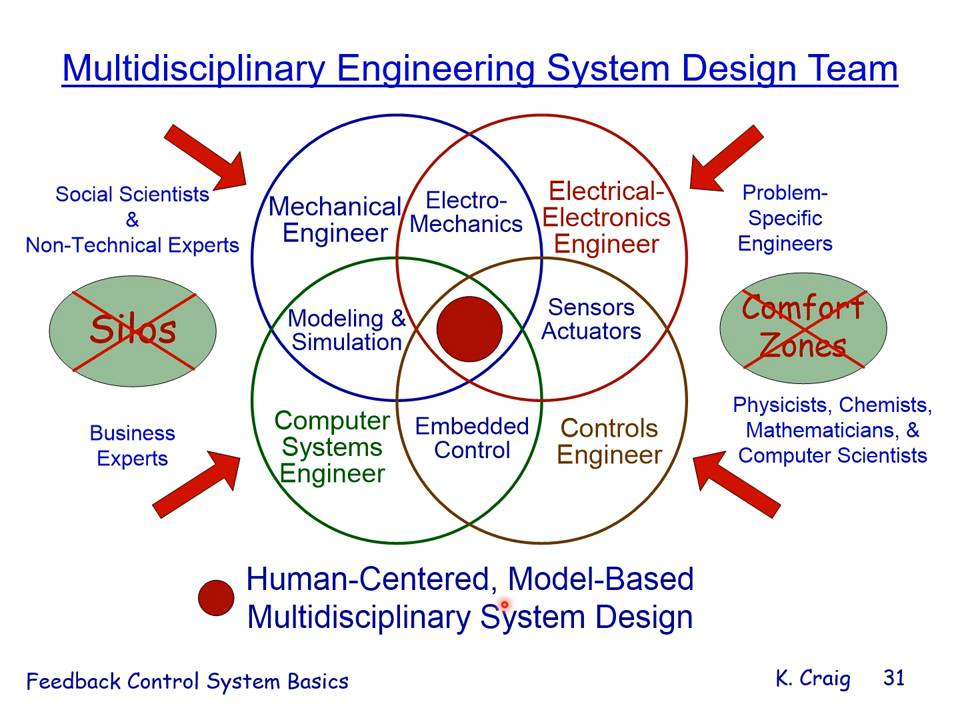 Multidisciplinary Engineering System Design Team
Social Scientists
&
Non-Technical Experts
Mechanical
Engineer
Electro-
Mechanics
Electrical-
Electronics
Engineer
Problem-
Specific
Engineers
Silos
Modeling &
Simulation
Sensors
Actuators
Comfort
Zones
Business
Experts
Computer
Systems
Engineer
Embedded
Control
Controls
Engineer
Physicists, Chemists,
Mathematicians, &
Computer Scientists
Human-Centered, Model-Based
Multidisciplinary System Design
Feedback Control System Basics
K. Craig 31